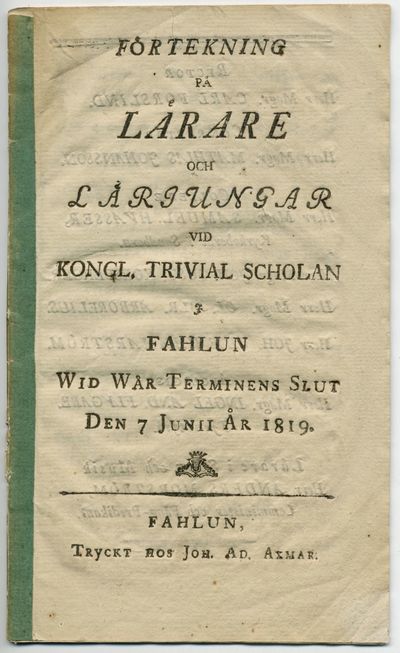 FÖRTEKNING
PÅ
LÄRARE
OCH
LÄRJUNGAR
VID
KONGL. TRIVIAL SCHOLAN
I
FAHLUN
WID WÅR TERMINENS SLUT
DEN 7 JUNII ÅR 1819.
FAHLUN,
TRYCKT HOS JOH. AD. AXMAR.